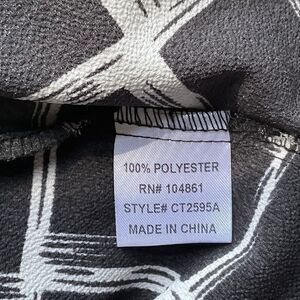 100% POLYESTER
RN# 104861
STYLE# CT2595A
MADE IN CHINA